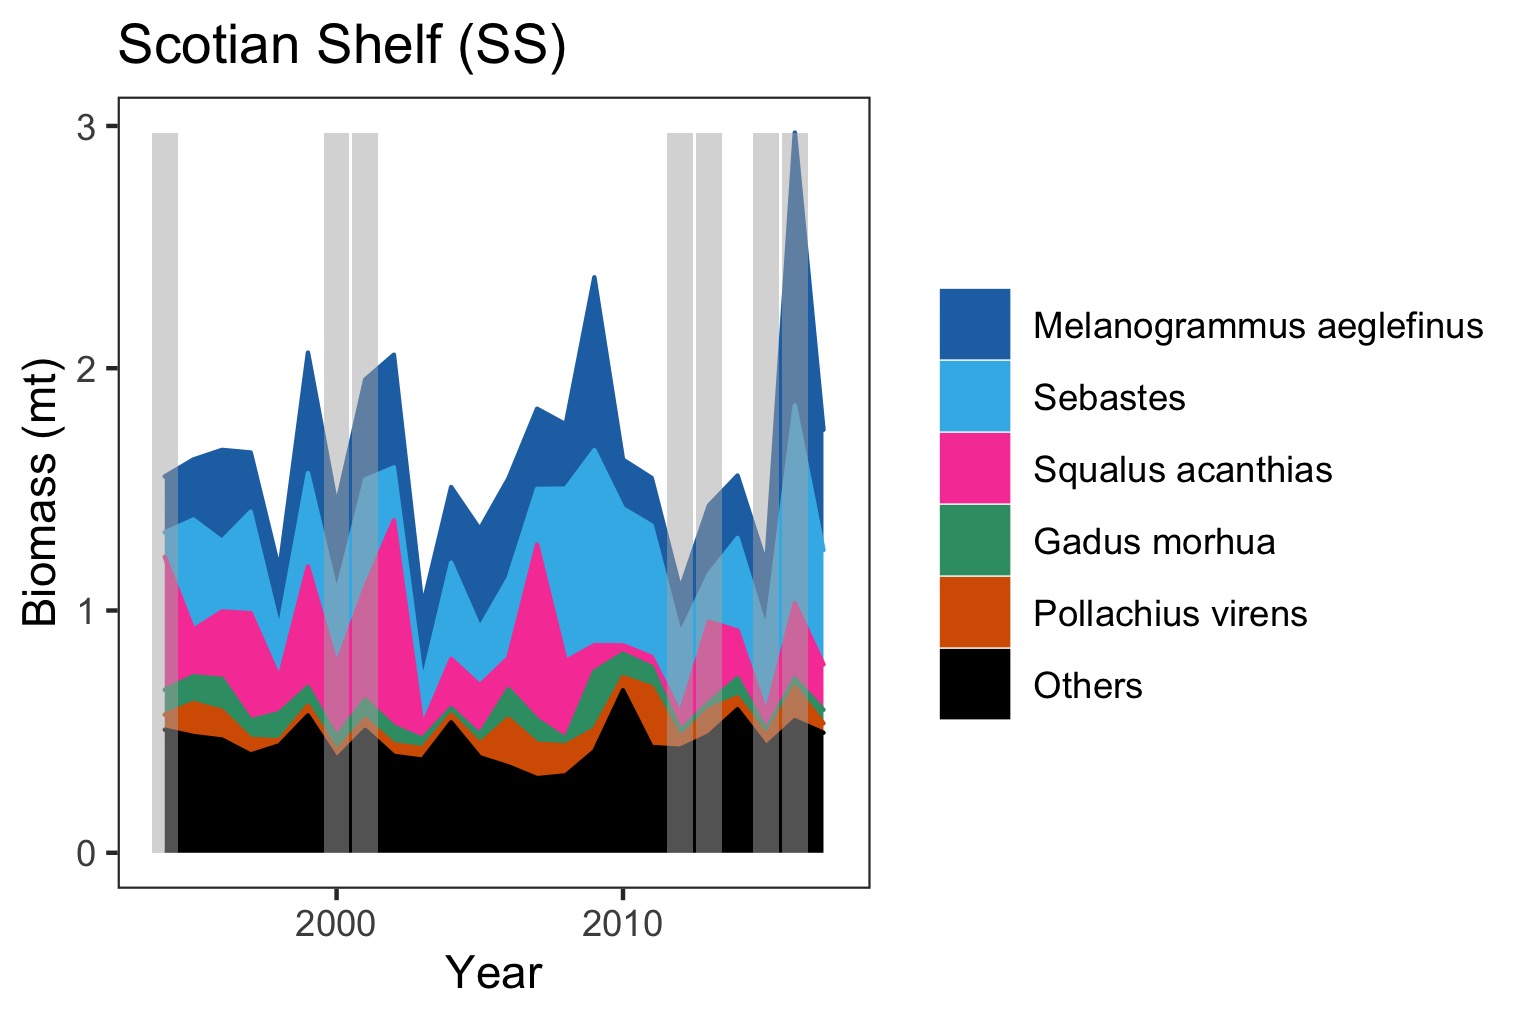 Scotian Shelf (SS)
3
2
1
0
Biomass (mt)
2000
2010
Year
Melanogrammus aeglefinus
Sebastes
Squalus acanthias
Gadus morhua
Pollachius virens
Others